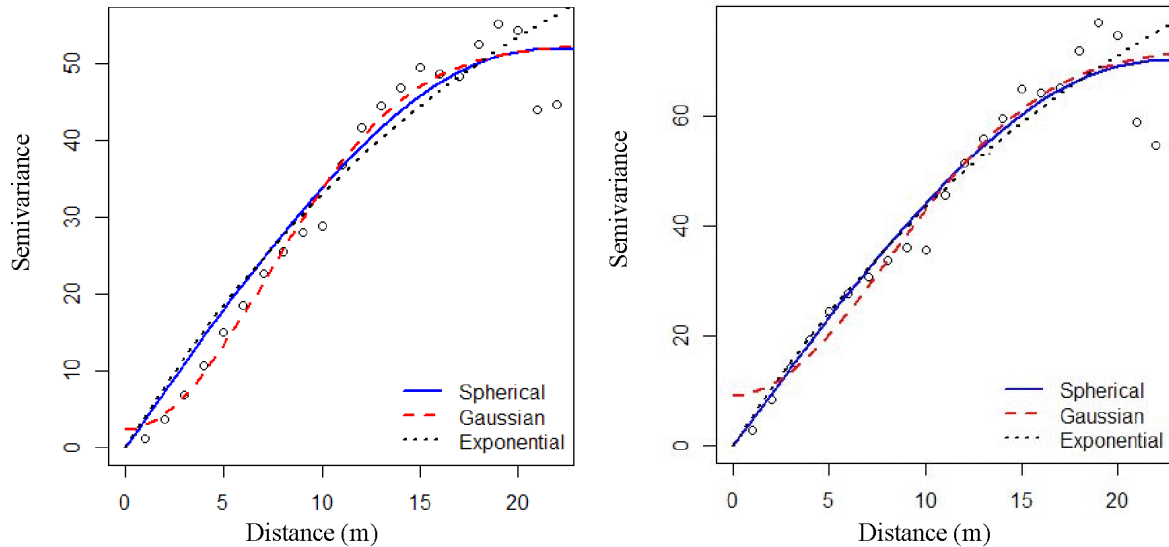 Semivariance
50
40
30
20
10
0
Spherical
Gaussian
Exponential
0 5 10 15 20
Distance (m)
Semivariance
60
40
20
0
Spherical
Gaussian
Exponential
0 5 10 15 20
Distance (m)